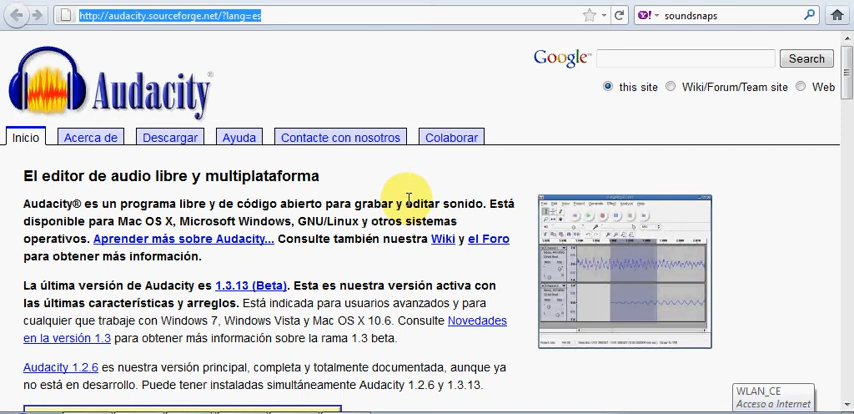 http://audacity.sourceforge.net/?lang=es
soundsnaps
Audacity®
Google™
Search
this site
Wiki/Forum/Team site
Web
Inicio
Acerca de
Descargar
Ayuda
Contacte con nosotros
Colaborar
El editor de audio libre y multiplataforma
Audacity® es un programa libre y de código abierto para grabar y editar sonido. Está
disponible para Mac OS X, Microsoft Windows, GNU/Linux y otros sistemas
operativos. Aprender más sobre Audacity... Consulte también nuestra Wiki y el Foro
para obtener más información.
La última versión de Audacity es 1.3.13 (Beta). Esta es nuestra versión activa con
las últimas características y arreglos. Está indicada para usuarios avanzados y para
cualquier que trabaje con Windows 7, Windows Vista y Mac OS X 10.6. Consulte Novedades
en la versión 1.3 para obtener más información sobre la rama 1.3 beta.
Audacity 1.2.6 es nuestra versión principal, completa y totalmente documentada, aunque ya
no está en desarrollo. Puede tener instaladas simultáneamente Audacity 1.2.6 y 1.3.13.
WLAN_CE
Acceso a Internet